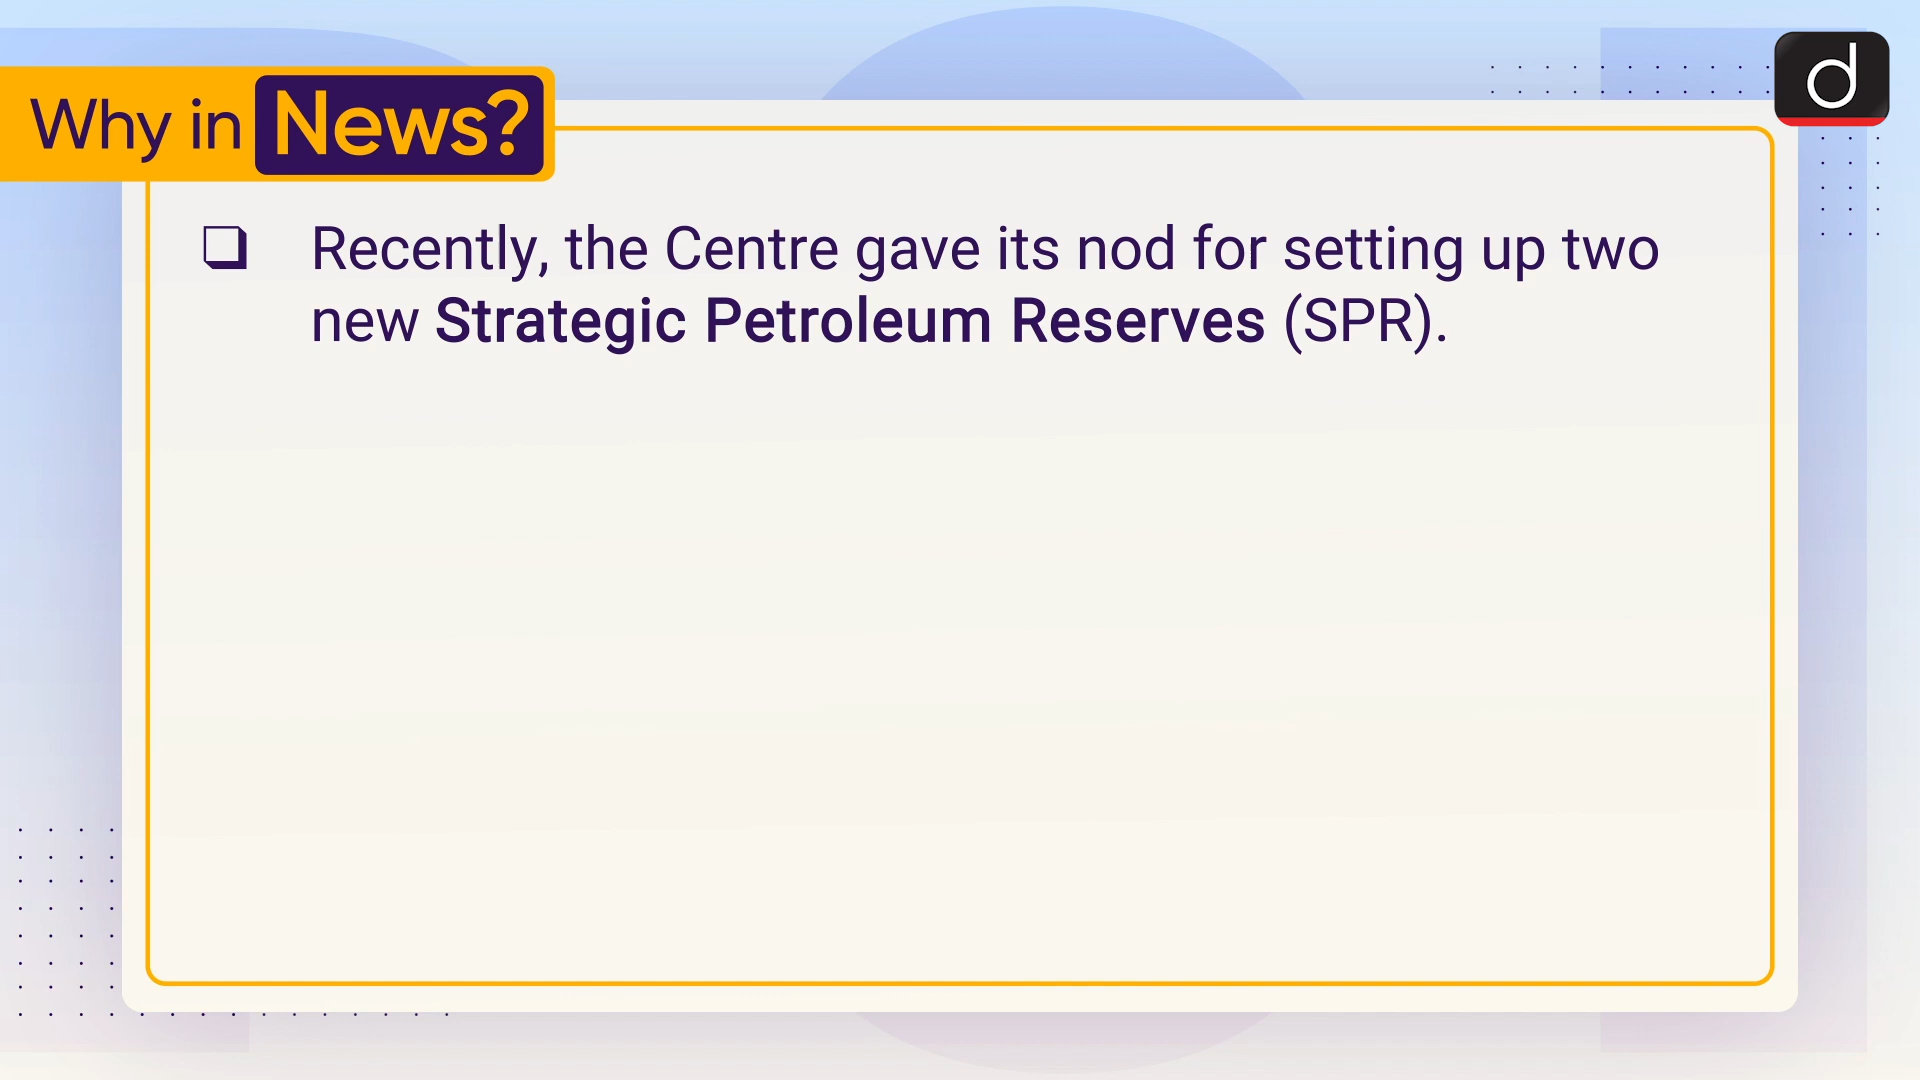 Why in News?
❑ Recently, the Centre gave its nod for setting up two
new Strategic Petroleum Reserves (SPR).
d